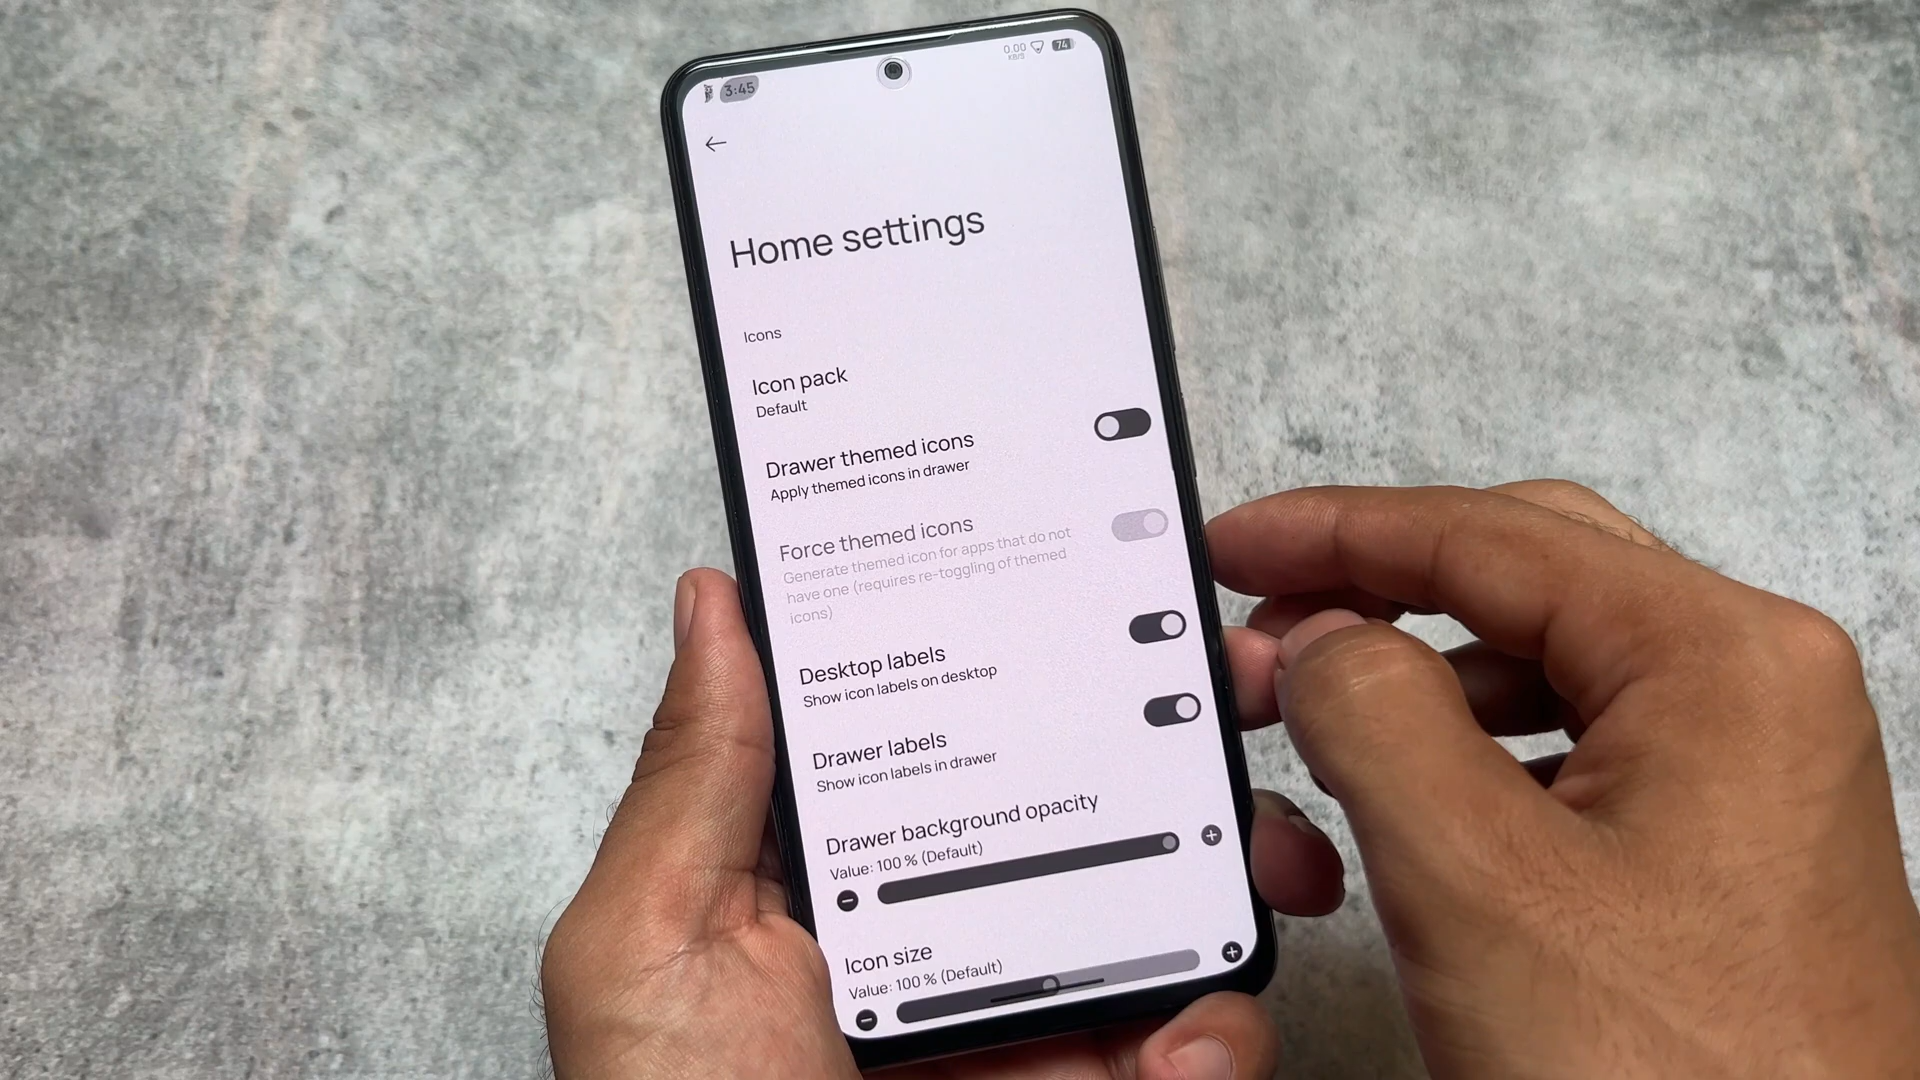 3:45
0.00
KB/S
74
Home settings
Icons
Icon pack
Default
Drawer themed icons
Apply themed icons in drawer
Force themed icons
Generate themed icon for apps that do not
have one (requires re-toggling of themed
icons)
Desktop labels
Show icon labels on desktop
Drawer labels
Show icon labels in drawer
Drawer background opacity
Value: 100 % (Default)
Icon size
Value: 100 % (Default)